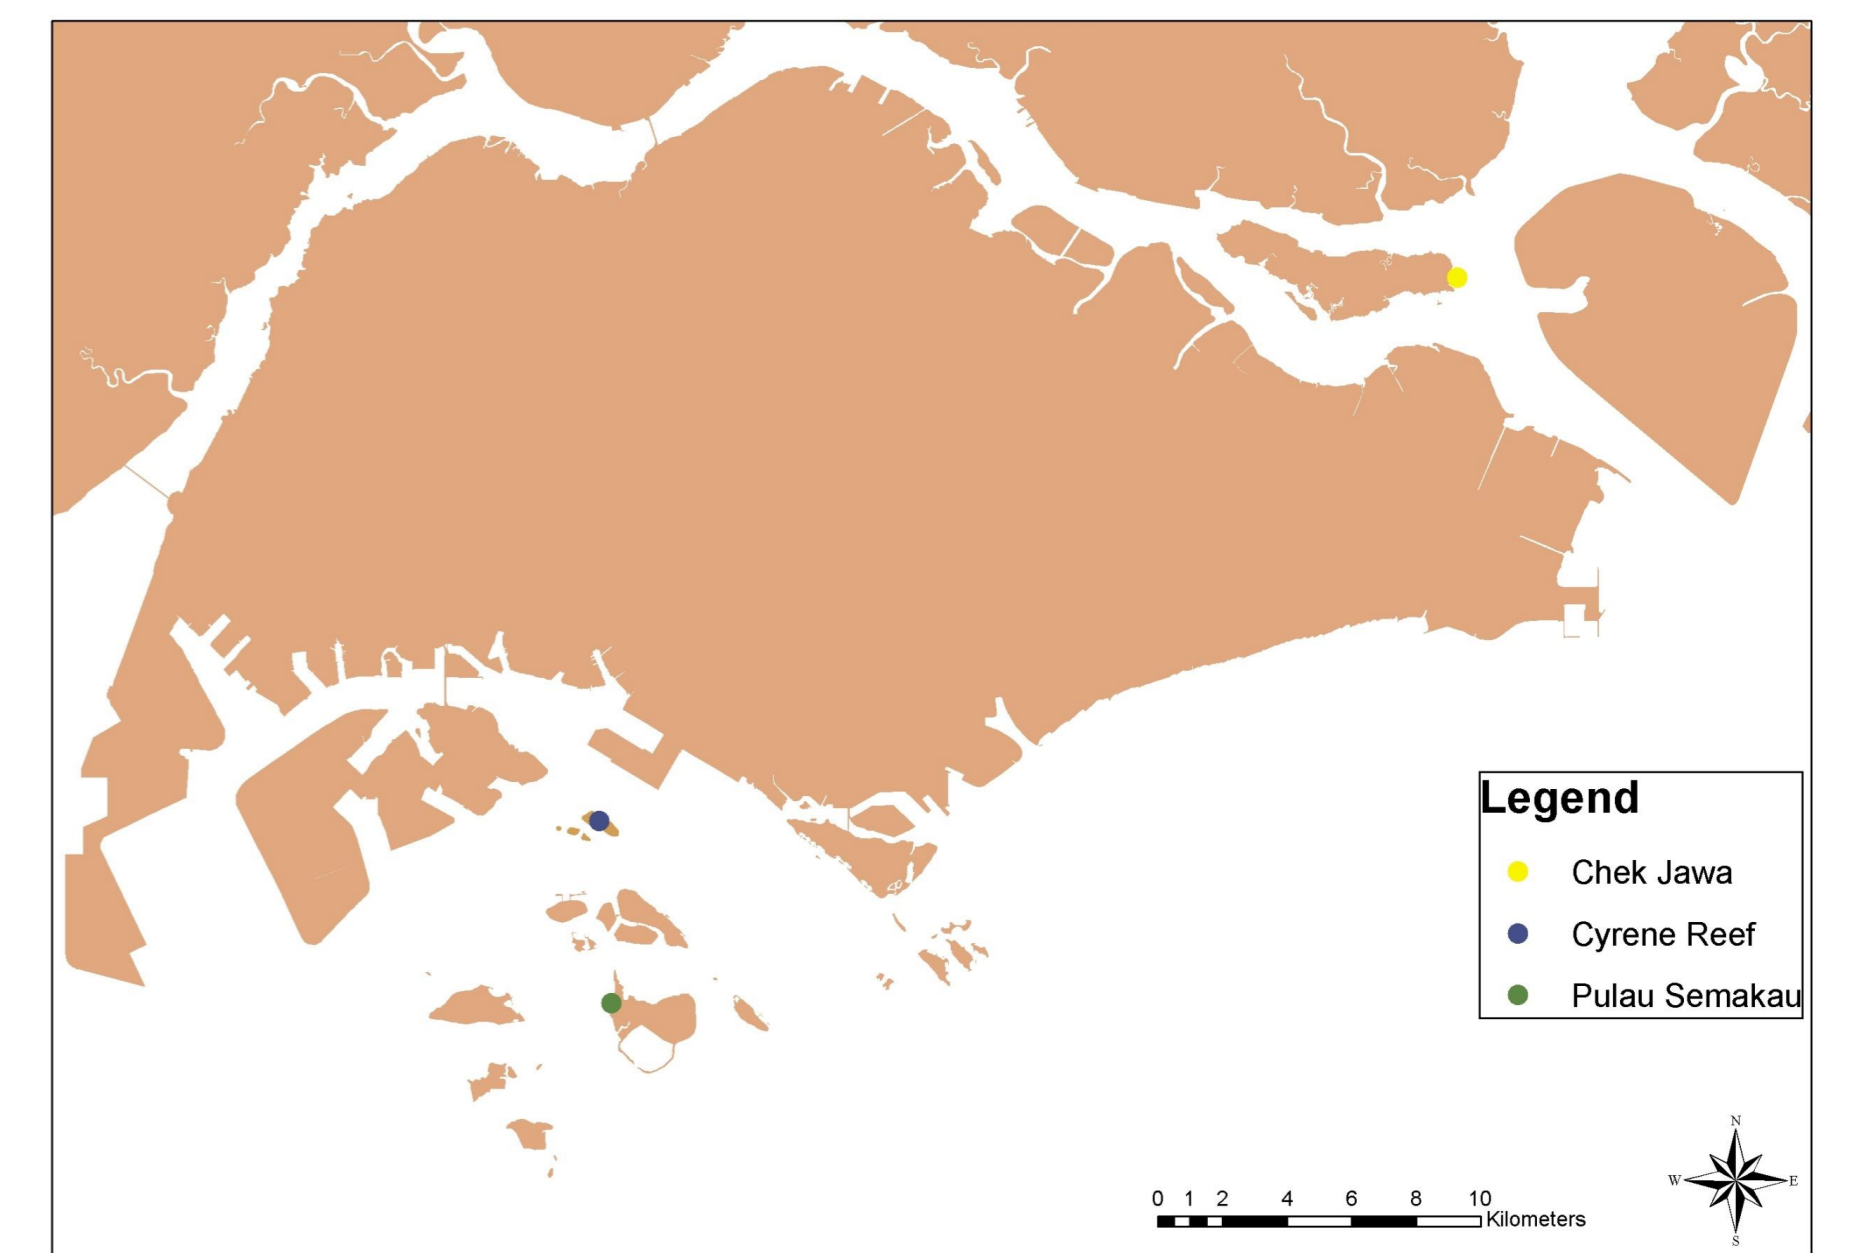 Legend
Chek Jawa
Cyrene Reef
Pulau Semakau
N
W E
S
0 1 2 4 6 8 10
Kilometers